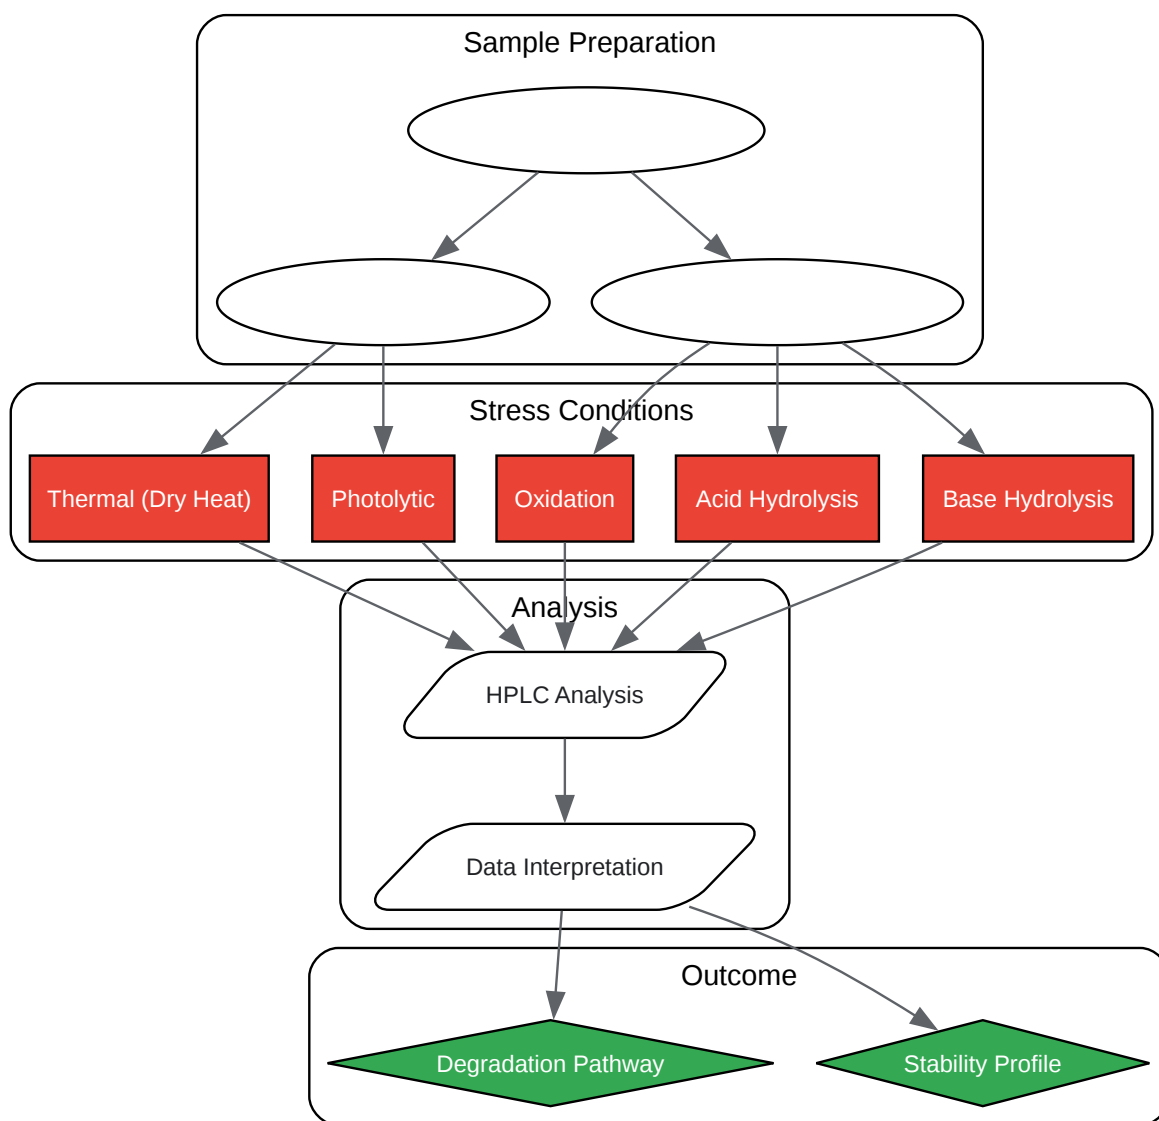 Sample Preparation
Stress Conditions
Thermal (Dry Heat)
Photolytic
Oxidation
Acid Hydrolysis
Base Hydrolysis
Analysis
HPLC Analysis
Data Interpretation
Outcome
Degradation Pathway
Stability Profile